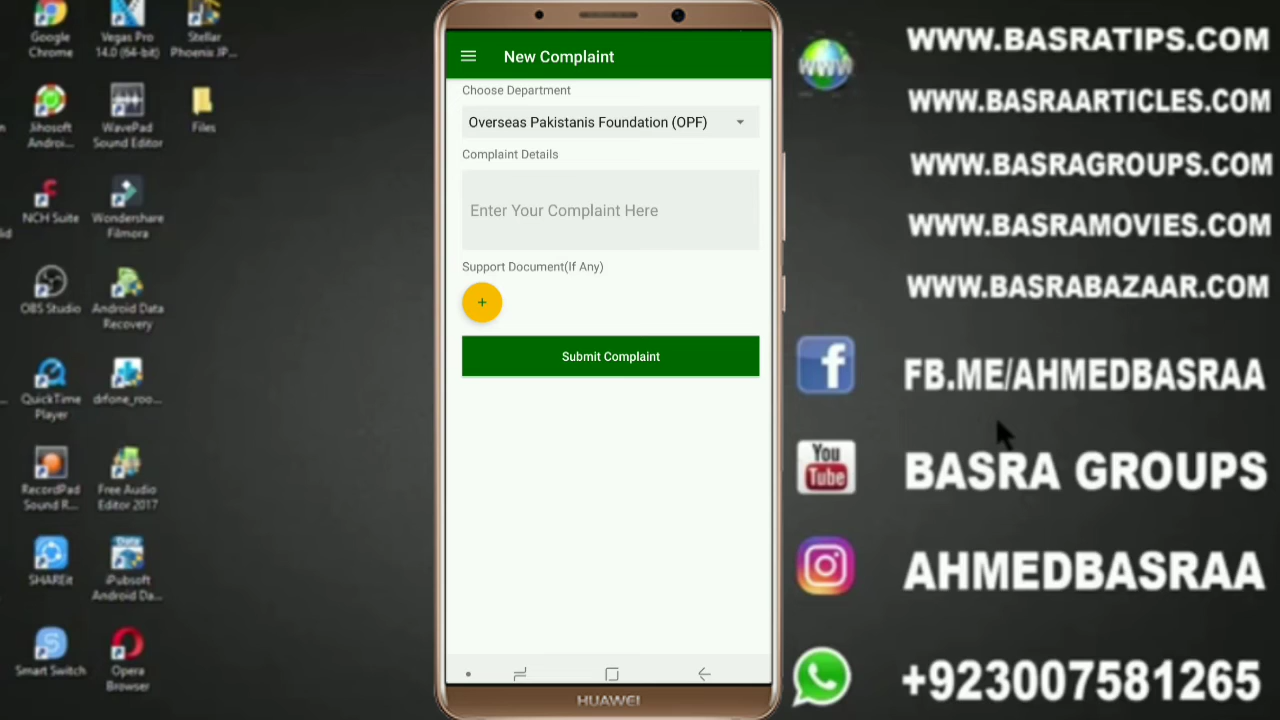 Google
Chrome
Vegas Pro
14.0 (64-bit)
Stellar
Phoenix JP...
Jihosoft
Androi...
WavePad
Sound Editor
Files
NCH Suite
Wondershare
Filmora
OBS Studio
Android Data
Recovery
QuickTime
Player
drfone_roo...
RecordPad
Sound R...
Free Audio
Editor 2017
SHAREit
iPubsoft
Android Da...
Smart Switch
Opera
Browser
New Complaint
Choose Department
Overseas Pakistanis Foundation (OPF)
Complaint Details
Enter Your Complaint Here
Support Document(If Any)
+
Submit Complaint
HUAWEI
WWW
WWW.BASRATIPS.COM
WWW.BASRAARTICLES.COM
WWW.BASRAGROUPS.COM
WWW.BASRAMOVIES.COM
WWW.BASRABAZAAR.COM
f
FB.ME/AHMEDBASRAA
You
Tube
BASRA GROUPS
AHMEDBASRAA
+923007581265